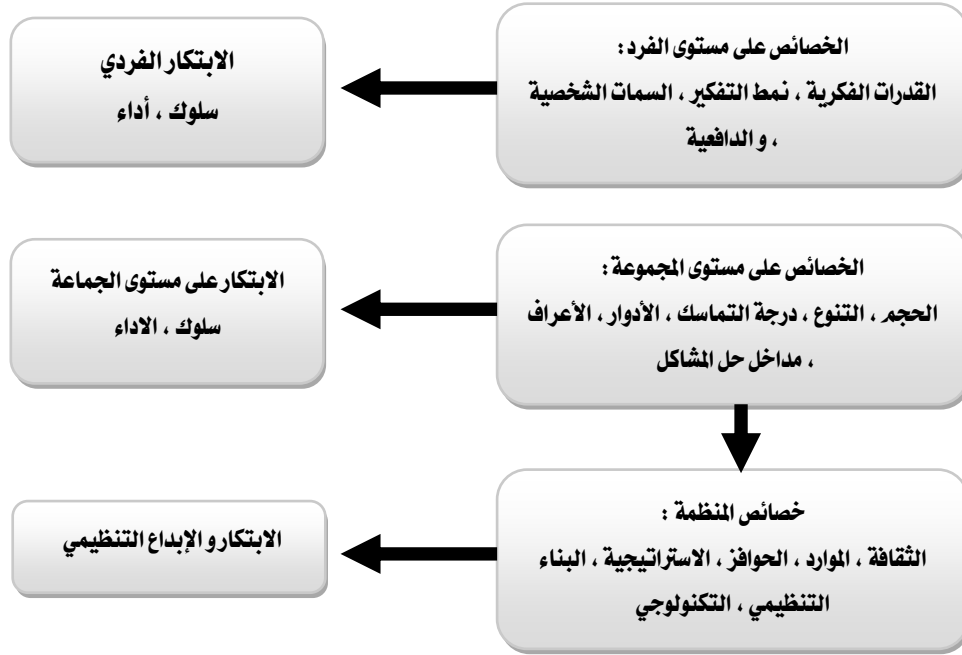 الخصائص على مستوى الفرد :
القدرات الفكرية ، نمط التفكير ، السمات الشخصية
، و الدافعية
الابتكار الفردي
سلوك ، أداء
الخصائص على مستوى المجموعة :
الحجم ، التنوع ، درجة التماسك ، الأدوار ، الأعراف
، مداخل حل المشاكل
الابتكار على مستوى الجماعة
سلوك ، الاداء
خصائص المنظمة :
الثقافة ، الموارد ، الحوافز ، الاستراتيجية ، البناء
التنظيمي ، التكنولوجي
الابتكار و الإبداع التنظيمي